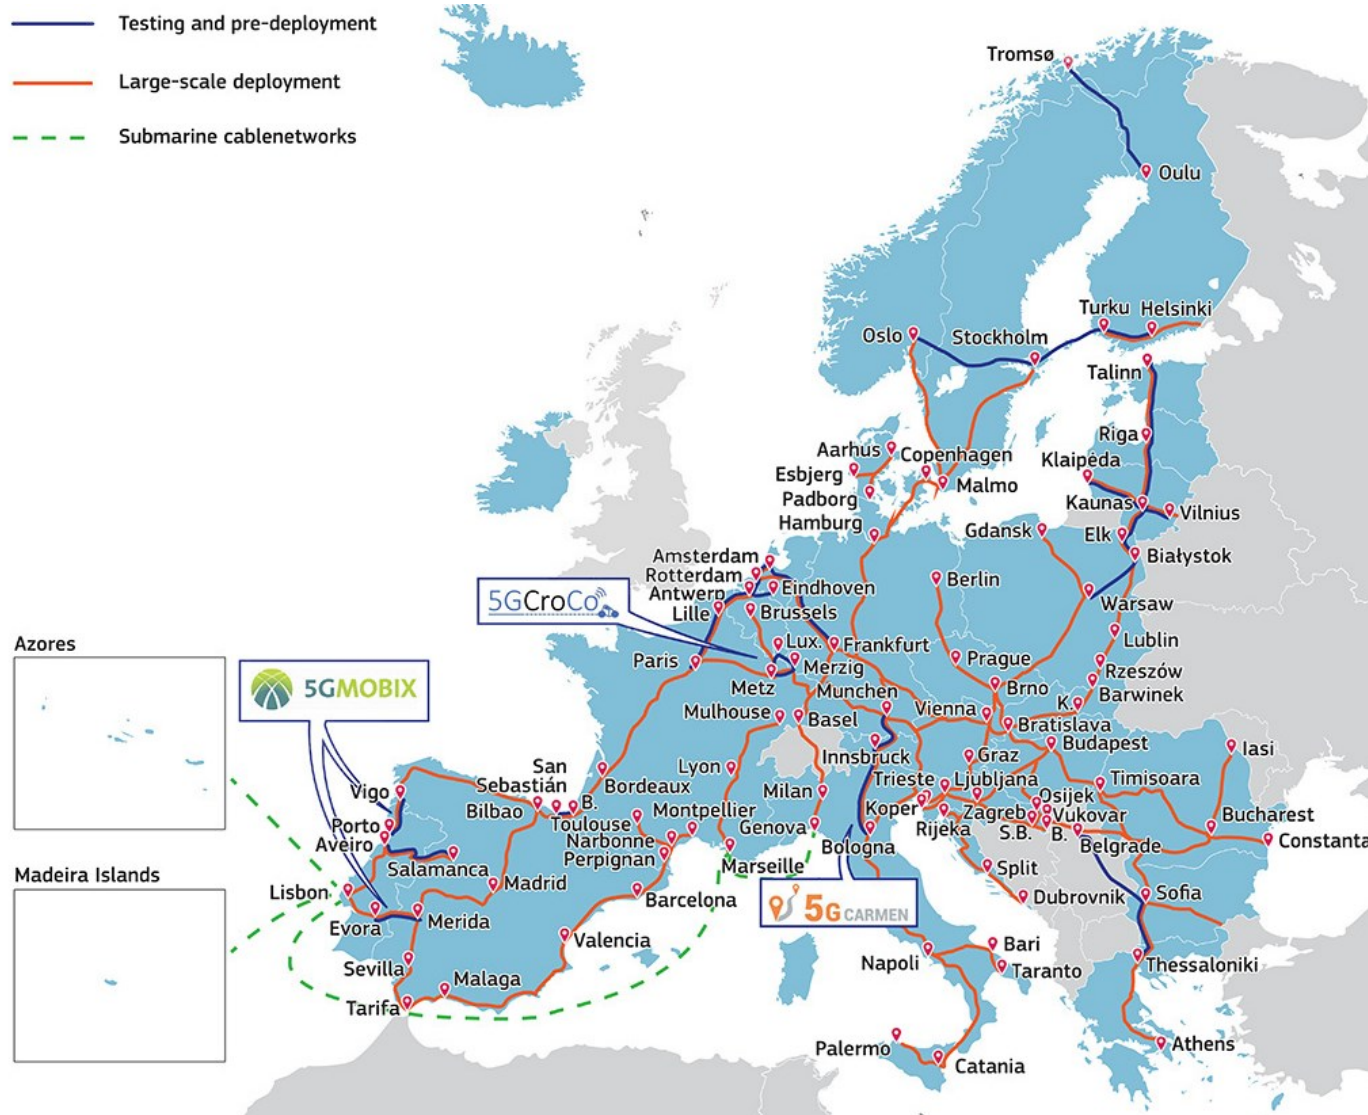 Testing and pre-deployment
Large-scale deployment
Submarine cablenetworks
Tromsø
Oulu
Turku
Helsinki
Oslo
Stockholm
Talinn
Riga
Klaipėda
Kaunas
Vilnius
Aarhus
Copenhagen
Esbjerg
Malmo
Padborg
Hamburg
Gdansk
Elk
Białystok
Amsterdam
Rotterdam
Eindhoven
Antwerp
Berlin
Warsaw
5GCroCo
Lille
Brussels
Lublin
Azores
Lux.
Frankfurt
Paris
Merzig
Prague
Rzeszów
5GMOBIX
Metz
Munchen
Brno
Barwinek
K.
Mulhouse
Basel
Vienna
Bratislava
Innsbruck
Budapest
Iasi
San
Sebastián
Lyon
Graz
Vigo
Bilbao
B.
Bordeaux
Milan
Trieste
Ljubljana
Timisoara
Koper
Osijek
Porto
Toulouse
Montpellier
Zagreb
Vukovar
Bucharest
Aveiro
Narbonne
Genova
Rijeka
S.B.
B.
Salamanca
Perpignan
Marseille
Bologna
Belgrade
Constanta
Madeira Islands
Lisbon
Madrid
Barcelona
Split
Dubrovnik
Sofia
5G CARMEN
Evora
Merida
Valencia
Bari
Sevilla
Napoli
Taranto
Thessaloniki
Malaga
Tarifa
Palermo
Catania
Athens